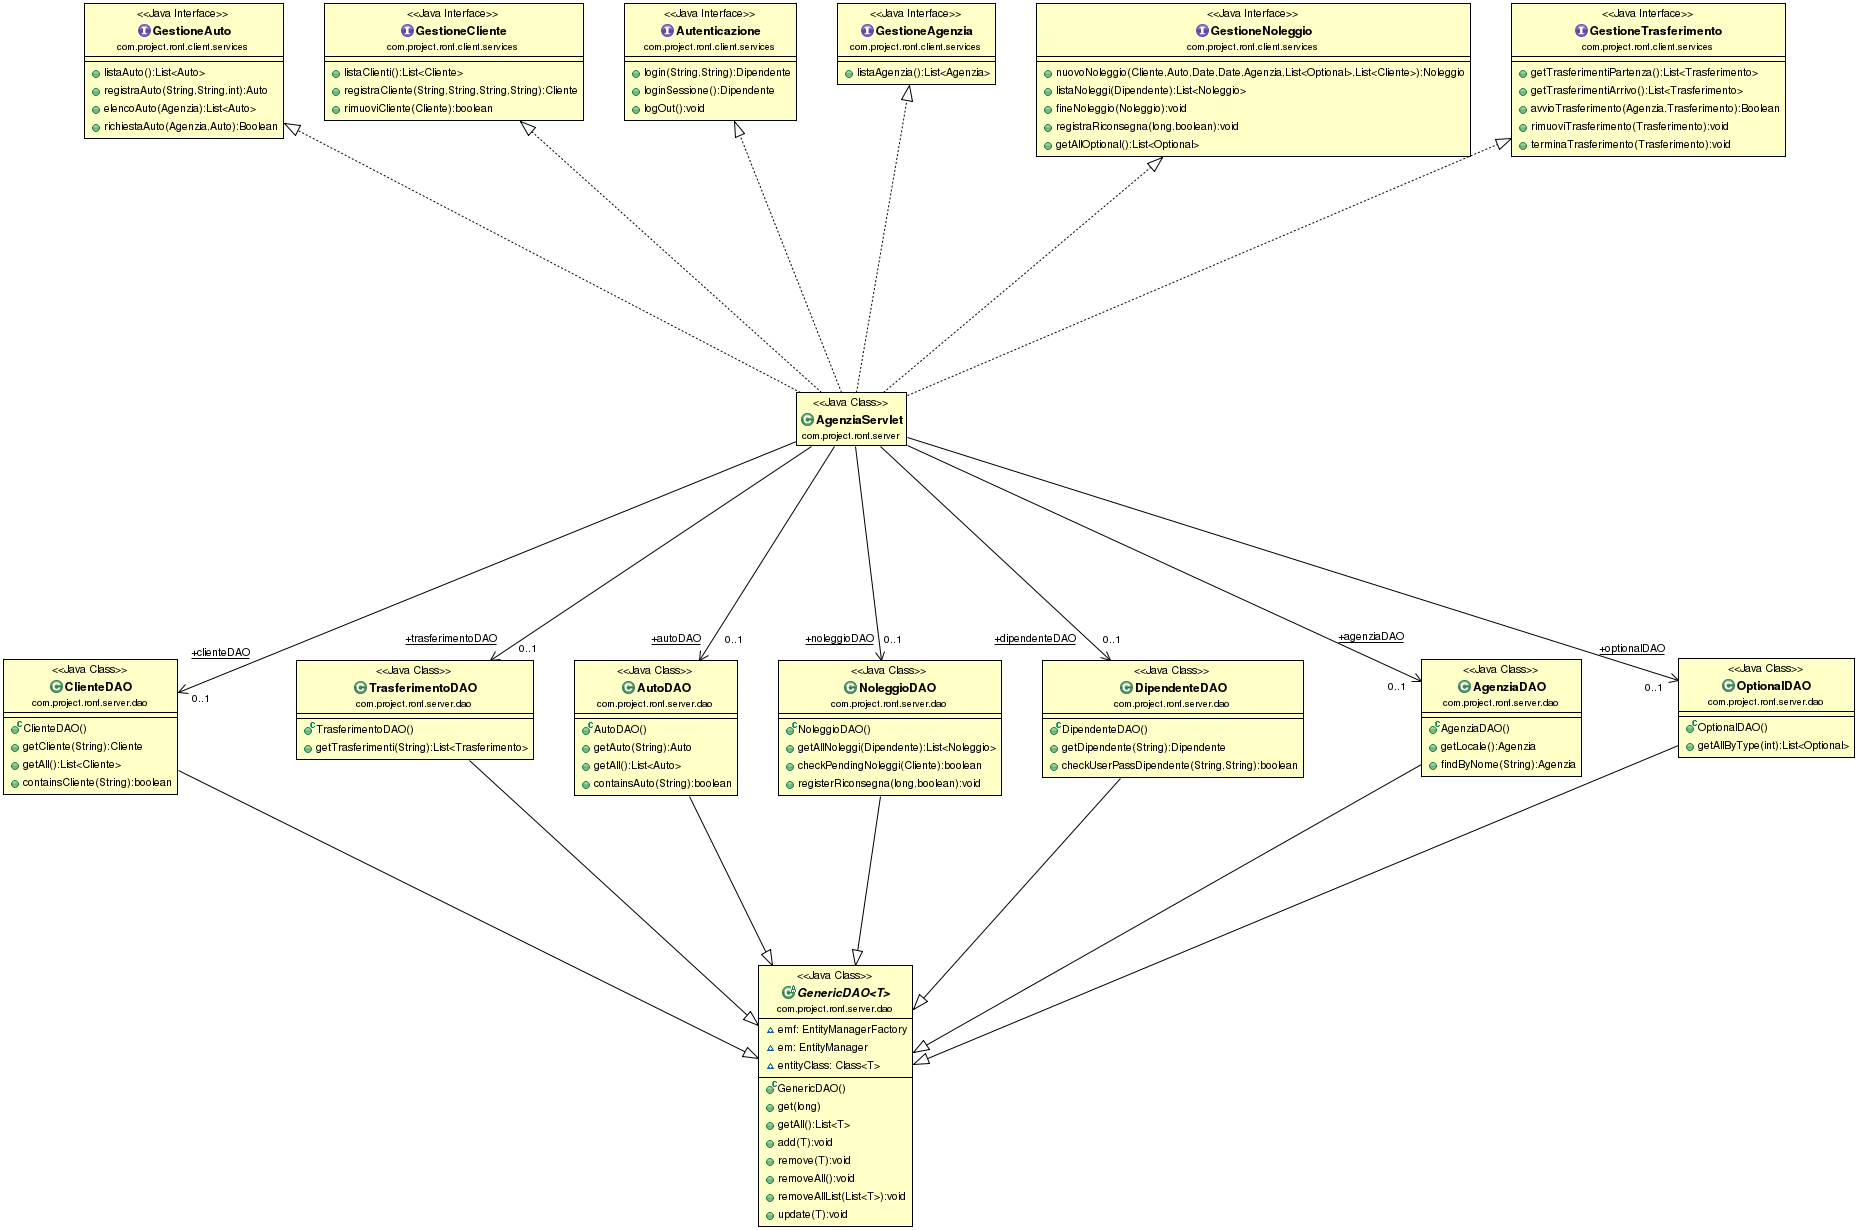 <<Java Interface>>
GestioneAuto
com.project.ronf.client.services
listaAuto():List<Auto>
registraAuto(String,String,int):Auto
elencoAuto(Agenzia):List<Auto>
richiestaAuto(Agenzia,Auto):Boolean
<<Java Interface>>
GestioneCliente
com.project.ronf.client.services
listaClienti():List<Cliente>
registraCliente(String,String,String,String):Cliente
rimuoviCliente(Cliente):boolean
<<Java Interface>>
Autenticazione
com.project.ronf.client.services
login(String,String):Dipendente
loginSessione():Dipendente
logOut():void
<<Java Interface>>
GestioneAgenzia
com.project.ronf.client.services
listaAgenzia():List<Agenzia>
<<Java Interface>>
GestioneNoleggio
com.project.ronf.client.services
nuovoNoleggio(Cliente,Auto,Date,Date,Agenzia,List<Optional>,List<Cliente>):Noleggio
listaNoleggi(Dipendente):List<Noleggio>
fineNoleggio(Noleggio):void
registraRiconsegna(long,boolean):void
getAllOptional():List<Optional>
<<Java Interface>>
GestioneTrasferimento
com.project.ronf.client.services
getTrasferimentiPartenza():List<Trasferimento>
getTrasferimentiArrivo():List<Trasferimento>
avvioTrasferimento(Agenzia,Trasferimento):Boolean
rimuoviTrasferimento(Trasferimento):void
terminaTrasferimento(Trasferimento):void
<<Java Class>>
AgenziaServlet
com.project.ronf.server
+clienteDAO
0..1
+trasferimentoDAO
0..1
+autoDAO
0..1
+noleggioDAO
0..1
+dipendenteDAO
0..1
+agenziaDAO
0..1
+optionalDAO
0..1
<<Java Class>>
ClienteDAO
com.project.ronf.server.dao
ClienteDAO()
getCliente(String):Cliente
getAll():List<Cliente>
containsCliente(String):boolean
<<Java Class>>
TrasferimentoDAO
com.project.ronf.server.dao
TrasferimentoDAO()
getTrasferimenti(String):List<Trasferimento>
<<Java Class>>
AutoDAO
com.project.ronf.server.dao
AutoDAO()
getAuto(String):Auto
getAll():List<Auto>
containsAuto(String):boolean
<<Java Class>>
NoleggioDAO
com.project.ronf.server.dao
NoleggioDAO()
getAllNoleggi(Dipendente):List<Noleggio>
checkPendingNoleggi(Cliente):boolean
registerRiconsegna(long,boolean):void
<<Java Class>>
DipendenteDAO
com.project.ronf.server.dao
DipendenteDAO()
getDipendente(String):Dipendente
checkUserPassDipendente(String,String):boolean
<<Java Class>>
AgenziaDAO
com.project.ronf.server.dao
AgenziaDAO()
getLocale():Agenzia
findByNome(String):Agenzia
<<Java Class>>
OptionalDAO
com.project.ronf.server.dao
OptionalDAO()
getAllByType(int):List<Optional>
<<Java Class>>
GenericDAO<T>
com.project.ronf.server.dao
emf: EntityManagerFactory
em: EntityManager
entityClass: Class<T>
GenericDAO()
get(long)
getAll():List<T>
add(T):void
remove(T):void
removeAll():void
removeAllList(List<T>):void
update(T):void